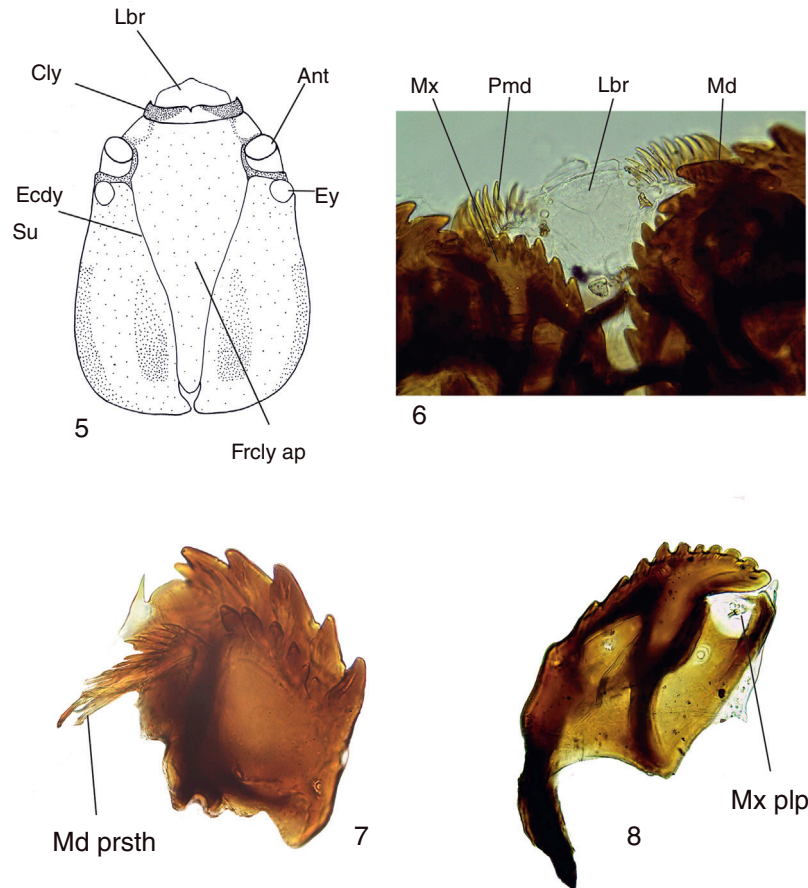 Lbr
Cly
Ant
Ecdy
Su
Ey
5
Frcly ap
Mx
Pmd
Lbr
Md
6
Md prsth
7
Mx plp
8